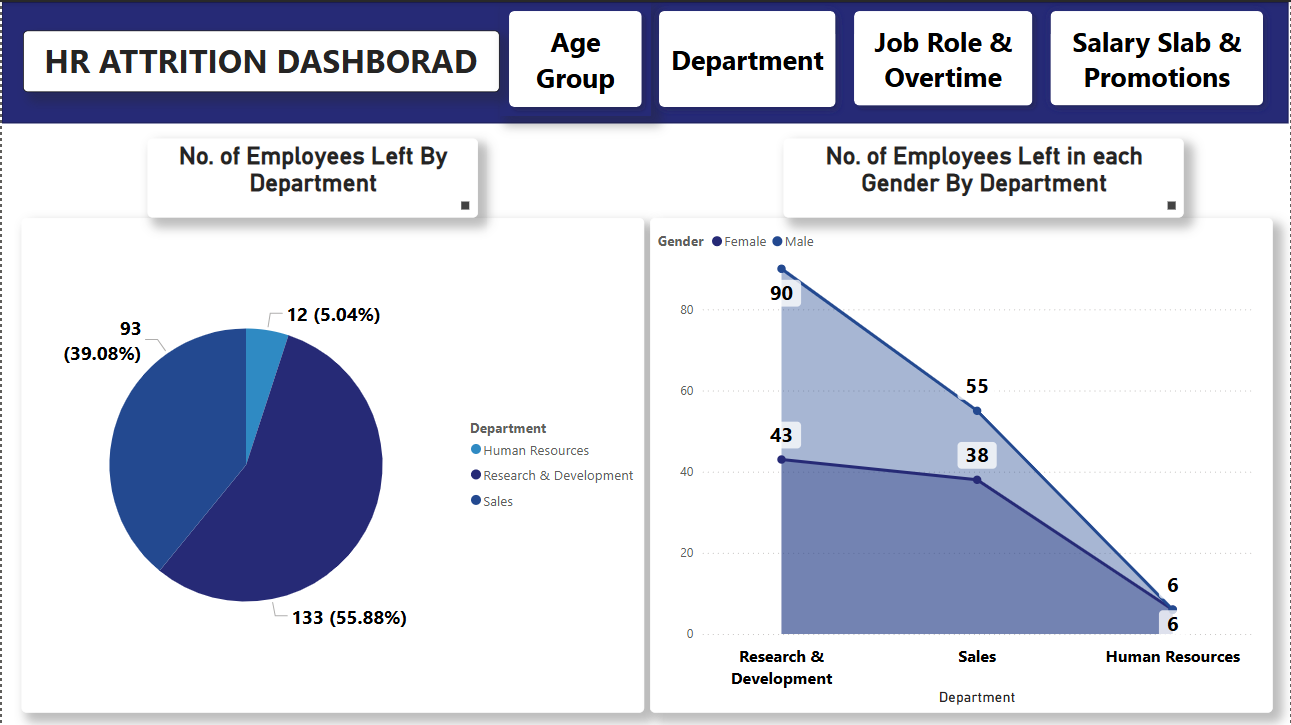 HR ATTRITION DASHBORAD
Age
Group
Department
Job Role &
Overtime
Salary Slab &
Promotions
No. of Employees Left By
Department
No. of Employees Left in each
Gender By Department
12 (5.04%)
93
(39.08%)
133 (55.88%)
Department
Human Resources
Research & Development
Sales
Gender Female Male
80
60
40
20
0
90
55
43
38
6
6
Research &
Development
Sales
Human Resources
Department